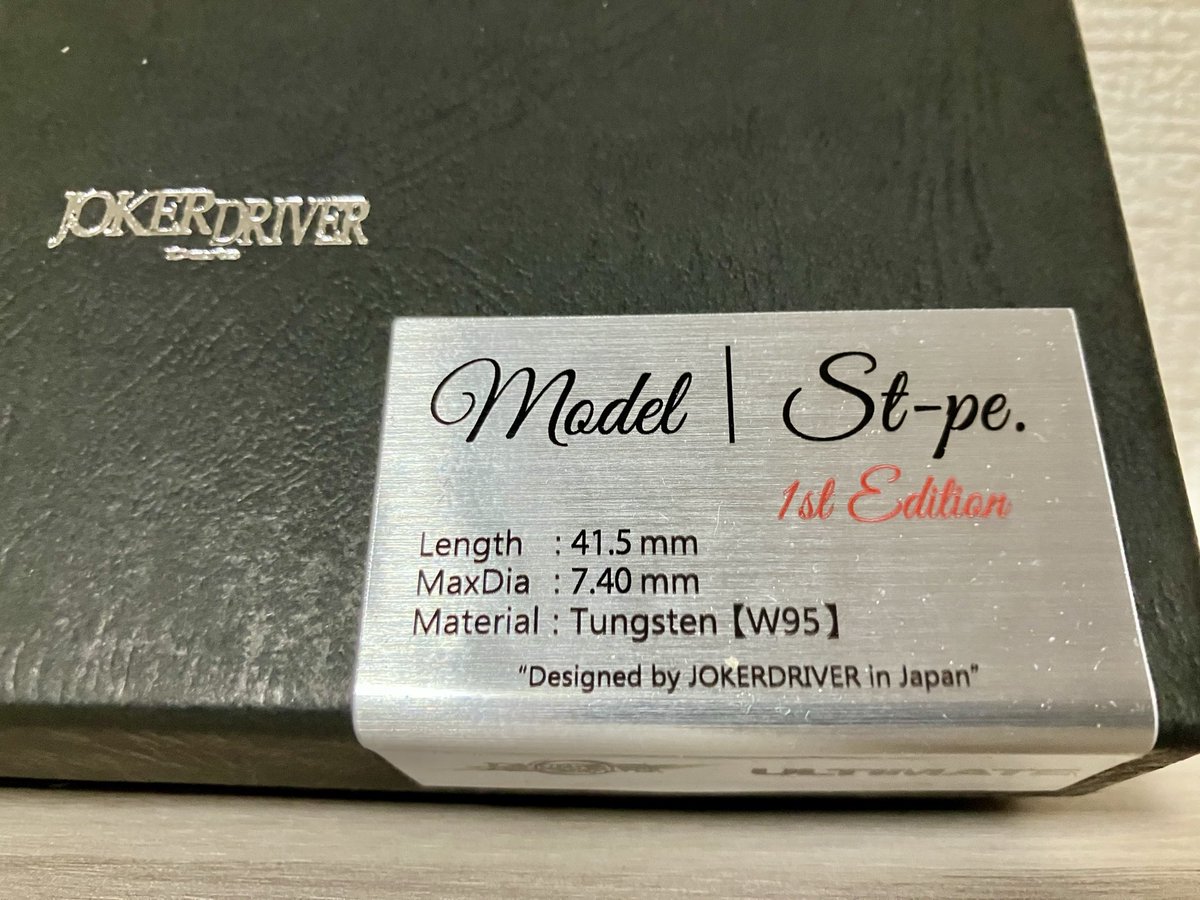 JOKERDRIVER
Darts
Model | St-pe.
1st Edition
Length : 41.5 mm
MaxDia : 7.40 mm
Material : Tungsten【W95】
“Designed by JOKERDRIVER in Japan”
ULTIMATE